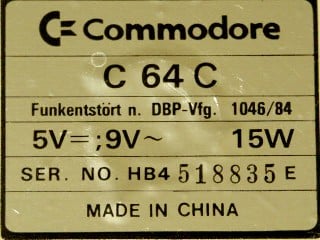 Commodore
C 64 C
Funkentstört n. DBP-Vfg. 1046/84
5V⎓;9V~ 15W
SER. NO. HB4 518835 E
MADE IN CHINA